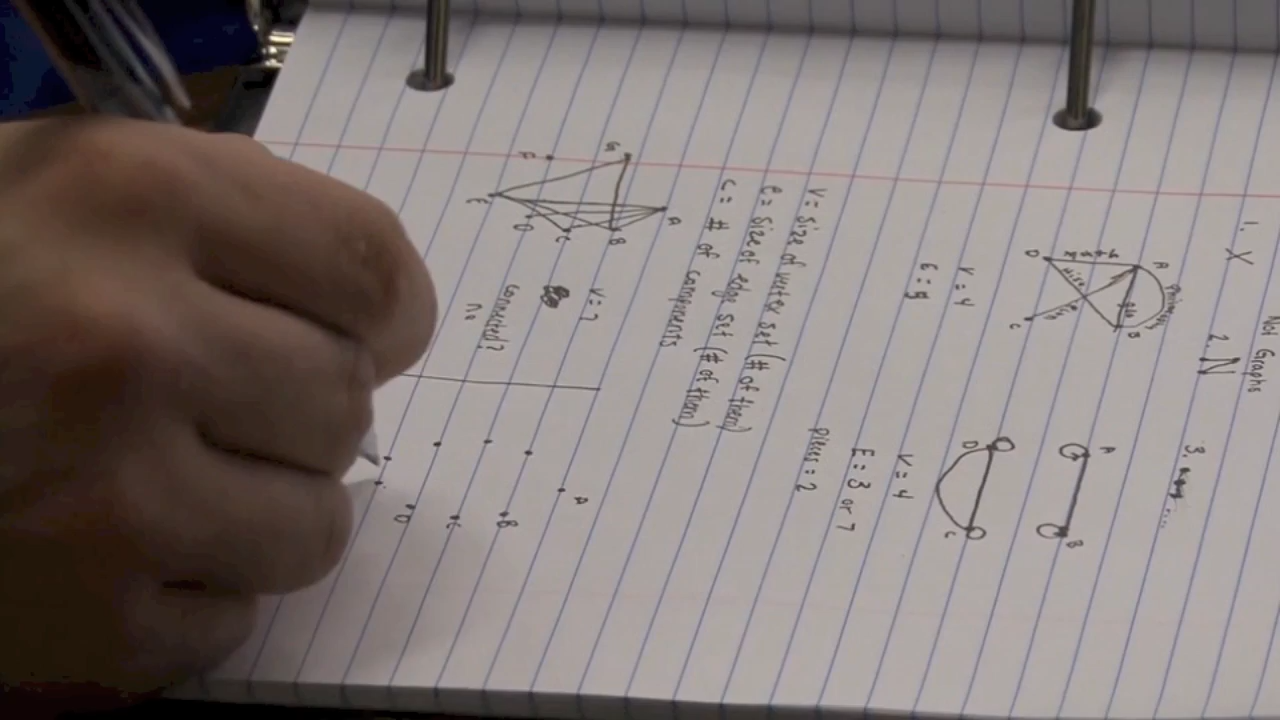 Not Graphs
1. X
2. N
3.
A
B
C
D
V = 4
E = 9
A
B
D
C
V = 4
E = 3 or 7
pieces = 2
V = size of vertex set (# of them)
e = size of edge set (# of them)
c = # of components
A
B
C
D
E
F
G
V = 7
connected?
no
A
B
C
D